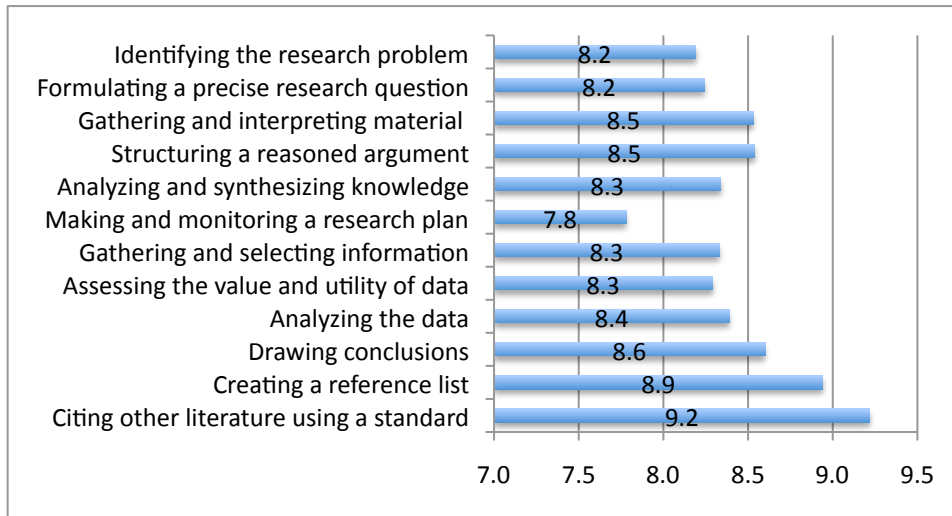 Identifying the research problem 8.2
Formulating a precise research question 8.2
Gathering and interpreting material 8.5
Structuring a reasoned argument 8.5
Analyzing and synthesizing knowledge 8.3
Making and monitoring a research plan 7.8
Gathering and selecting information 8.3
Assessing the value and utility of data 8.3
Analyzing the data 8.4
Drawing conclusions 8.6
Creating a reference list 8.9
Citing other literature using a standard 9.2
7.0 7.5 8.0 8.5 9.0 9.5